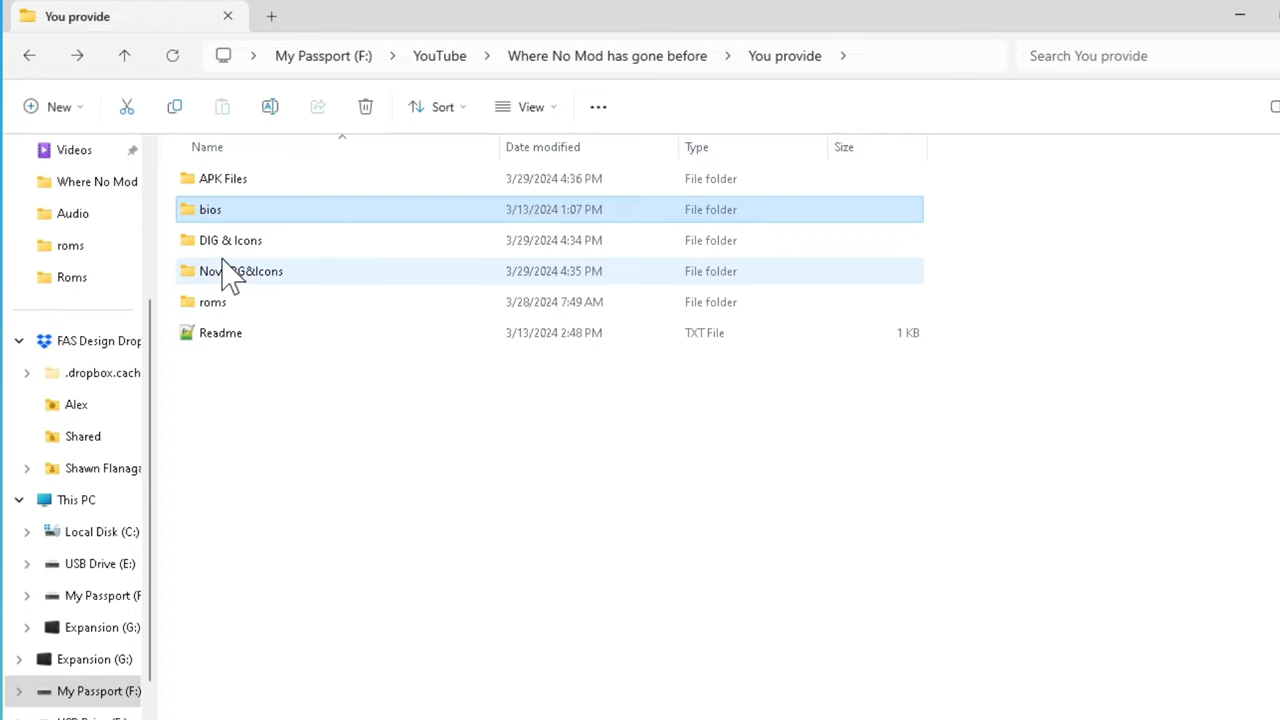 You provide
My Passport (F:) YouTube Where No Mod has gone before You provide Search You provide
New Sort View
Name Date modified Type Size
Videos
Where No Mod
Audio
roms
Roms
FAS Design Drop
.dropbox.cach
Alex
Shared
Shawn Flanaga
This PC
Local Disk (C:)
USB Drive (E:)
My Passport (F
Expansion (G:)
Expansion (G:)
My Passport (F:)
APK Files 3/29/2024 4:36 PM File folder
bios 3/13/2024 1:07 PM File folder
DIG & Icons 3/29/2024 4:34 PM File folder
3/29/2024 4:35 PM File folder
roms 3/28/2024 7:49 AM File folder
Readme 3/13/2024 2:48 PM TXT File 1 KB